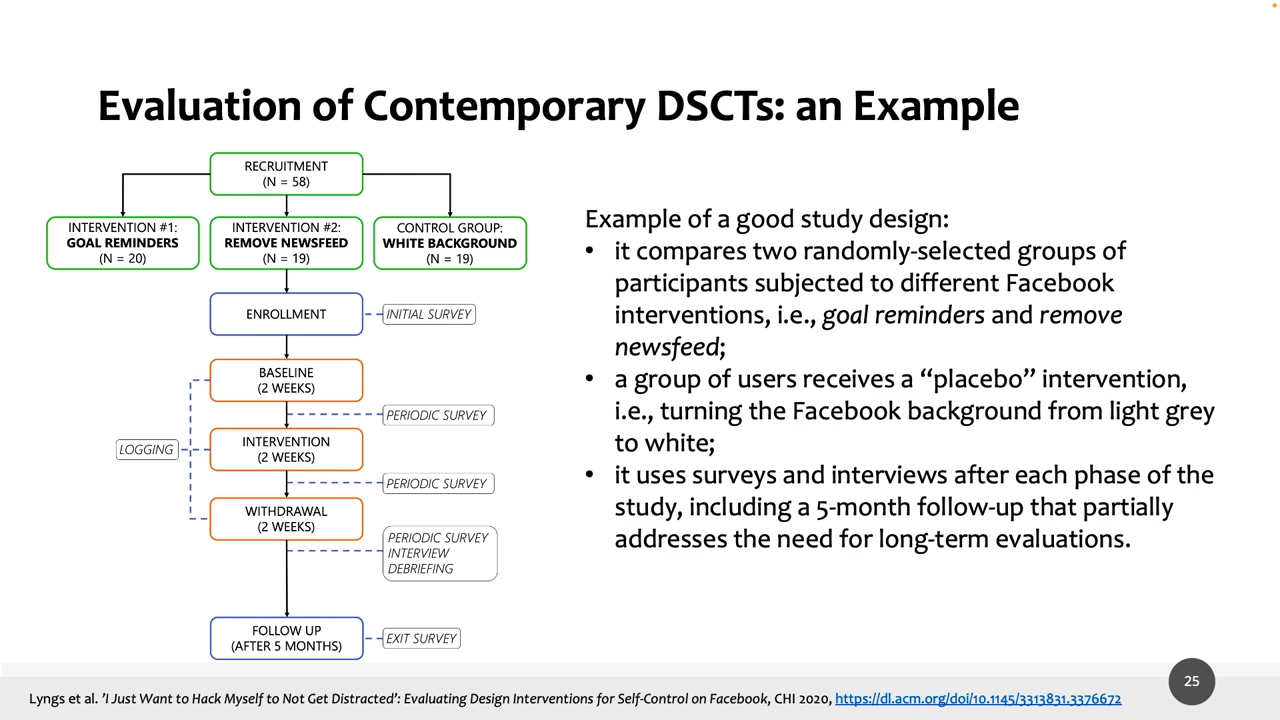 Evaluation of Contemporary DSCTs: an Example
RECRUITMENT
(N = 58)
INTERVENTION #1:
GOAL REMINDERS
(N = 20)
INTERVENTION #2:
REMOVE NEWSFEED
(N = 19)
CONTROL GROUP:
WHITE BACKGROUND
(N = 19)
ENROLLMENT
INITIAL SURVEY
BASELINE
(2 WEEKS)
PERIODIC SURVEY
LOGGING
INTERVENTION
(2 WEEKS)
PERIODIC SURVEY
WITHDRAWAL
(2 WEEKS)
PERIODIC SURVEY
INTERVIEW
DEBRIEFING
FOLLOW UP
(AFTER 5 MONTHS)
EXIT SURVEY
Example of a good study design:
• it compares two randomly-selected groups of
participants subjected to different Facebook
interventions, i.e., goal reminders and remove
newsfeed;
• a group of users receives a “placebo” intervention,
i.e., turning the Facebook background from light grey
to white;
• it uses surveys and interviews after each phase of the
study, including a 5-month follow-up that partially
addresses the need for long-term evaluations.
25
Lyngs et al. 'I Just Want to Hack Myself to Not Get Distracted': Evaluating Design Interventions for Self-Control on Facebook, CHI 2020, https://dl.acm.org/doi/10.1145/3313831.3376672